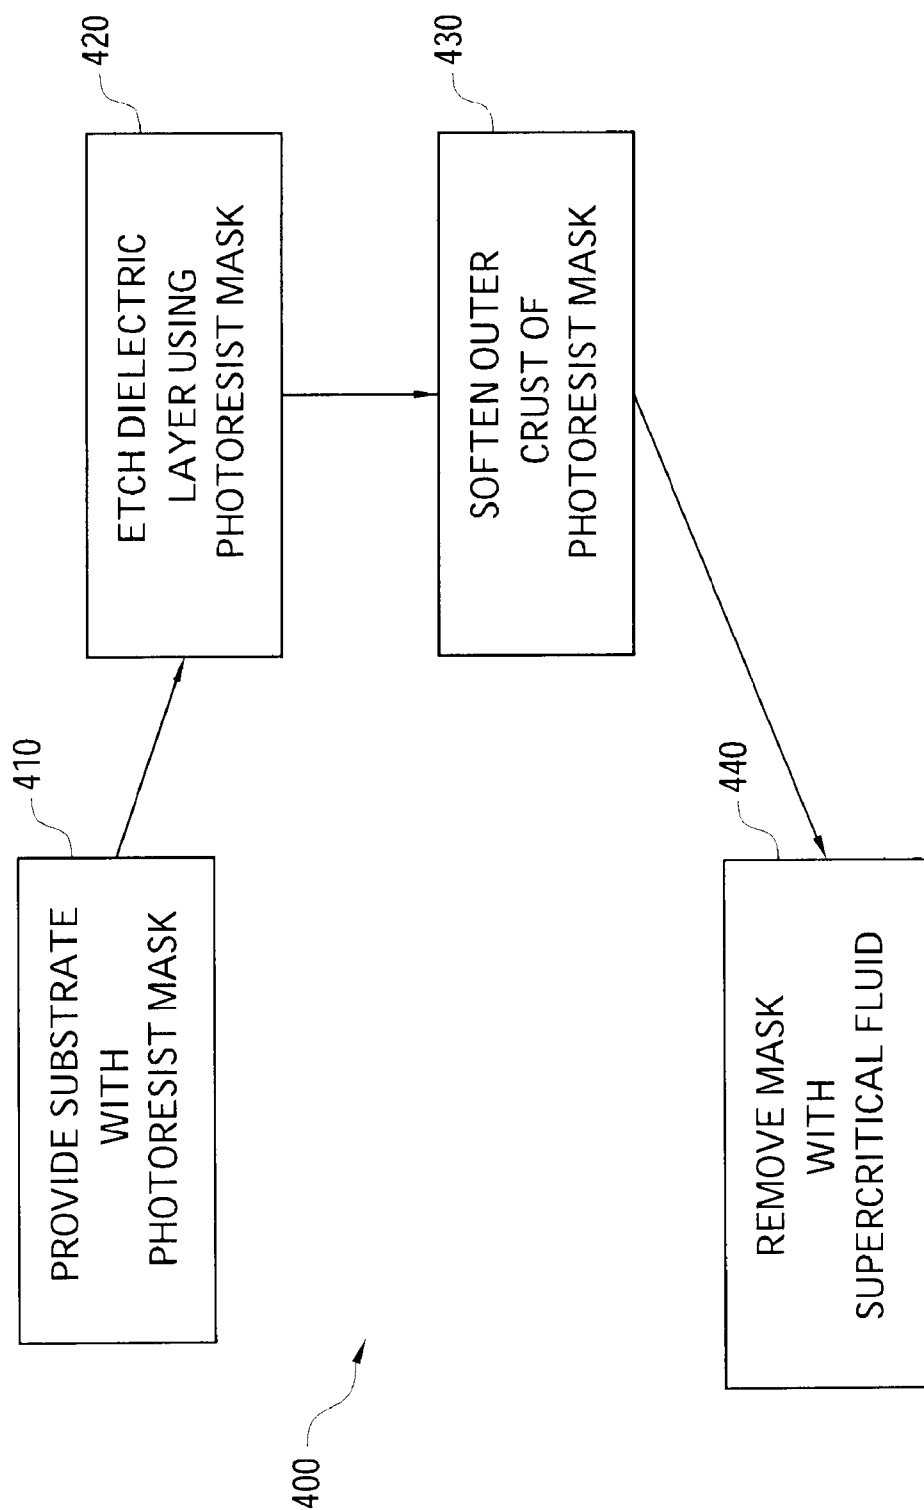 410
PROVIDE SUBSTRATE
WITH
PHOTORESIST MASK
420
ETCH DIELECTRIC
LAYER USING
PHOTORESIST MASK
430
SOFTEN OUTER
CRUST OF
PHOTORESIST MASK
440
REMOVE MASK
WITH
SUPERCRITICAL FLUID
400